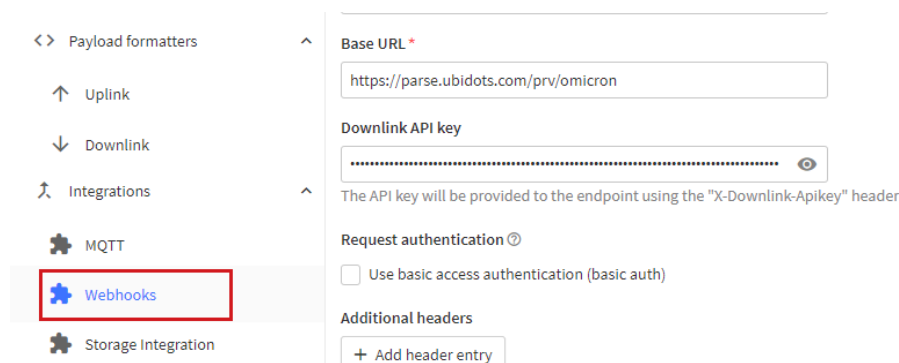 Payload formatters
Uplink
Downlink
Integrations
MQTT
Webhooks
Storage Integration
Base URL *
https://parse.ubidots.com/prv/omicron
Downlink API key
The API key will be provided to the endpoint using the "X-Downlink-Apikey" header
Request authentication
Use basic access authentication (basic auth)
Additional headers
+ Add header entry